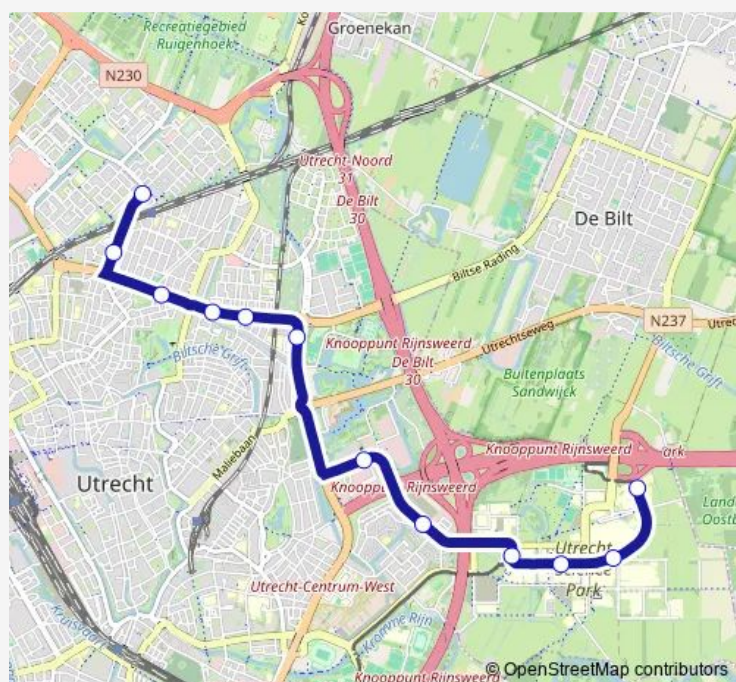 Recreatiegebied
Ruigenhoek
Groenekan
N230
Utrecht-Noord
31
De Bilt
30
De Bilt
Biltse Rading
N237
Utrechtseweg
Knooppunt Rijnsweerd
De Bilt
30
Biltsche Grift
Biltsche Grift
Buitenplaats
Sandwijck
Maliebaan
Utrecht
Knooppunt Rijnsweerd
ark
Knooppunt Rijnsweerd
Utrecht
Science
Park
Utrecht-Centrum-West
Kromme Rijn
Knooppunt Rijnsweerd
© OpenStreetMap contributors